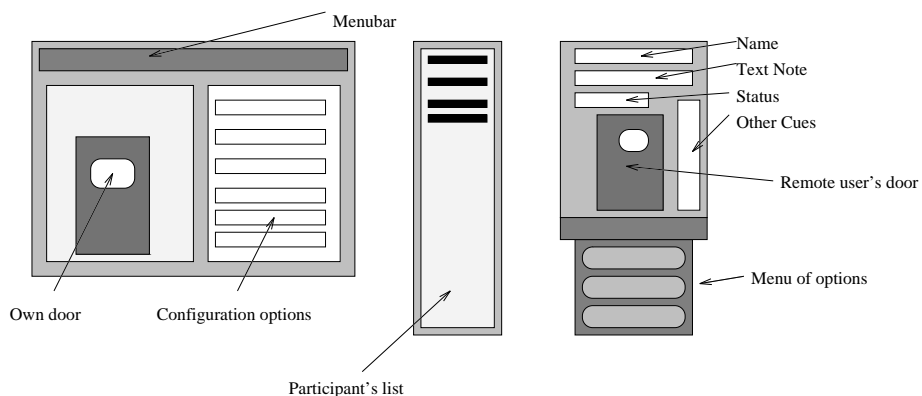 Menubar
Name
Text Note
Status
Other Cues
Remote user's door
Menu of options
Own door
Configuration options
Participant's list